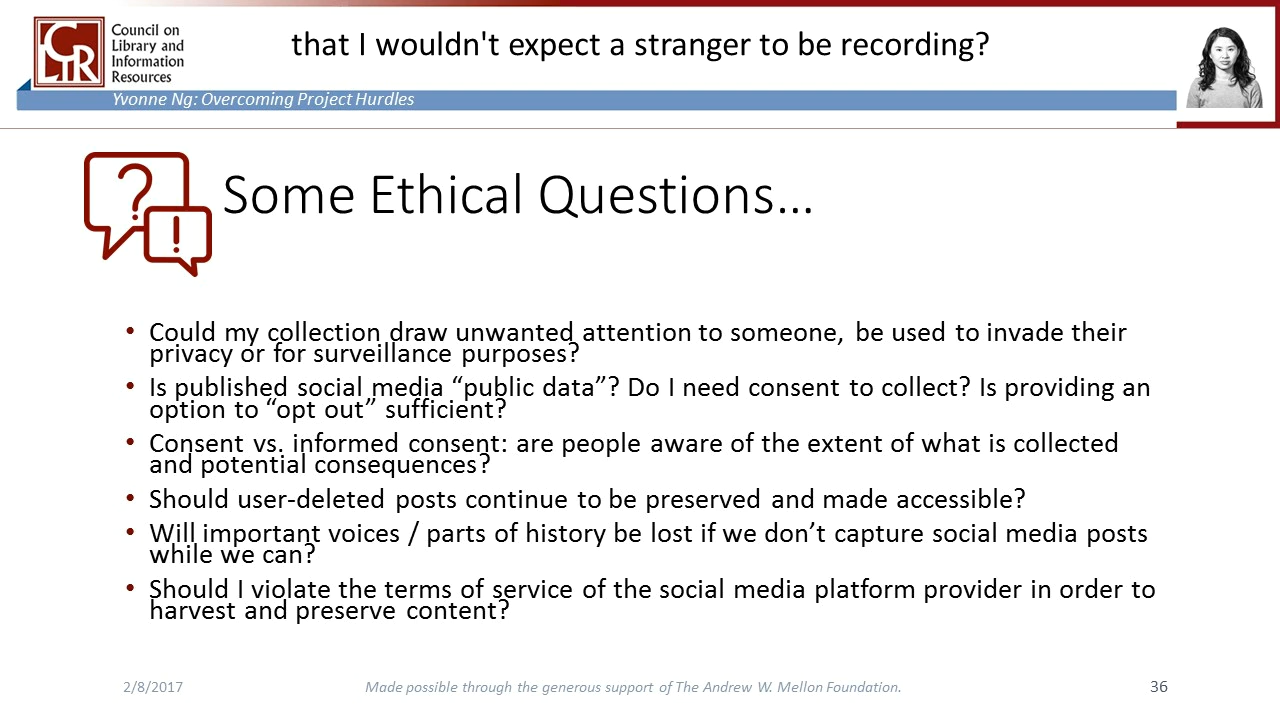 CLIR
Council on
Library and
Information
Resources
that I wouldn't expect a stranger to be recording?
Yvonne Ng: Overcoming Project Hurdles
? !
Some Ethical Questions…
• Could my collection draw unwanted attention to someone, be used to invade their
privacy or for surveillance purposes?
• Is published social media “public data”? Do I need consent to collect? Is providing an
option to “opt out” sufficient?
• Consent vs. informed consent: are people aware of the extent of what is collected
and potential consequences?
• Should user-deleted posts continue to be preserved and made accessible?
• Will important voices / parts of history be lost if we don’t capture social media posts
while we can?
• Should I violate the terms of service of the social media platform provider in order to
harvest and preserve content?
2/8/2017
Made possible through the generous support of The Andrew W. Mellon Foundation.
36